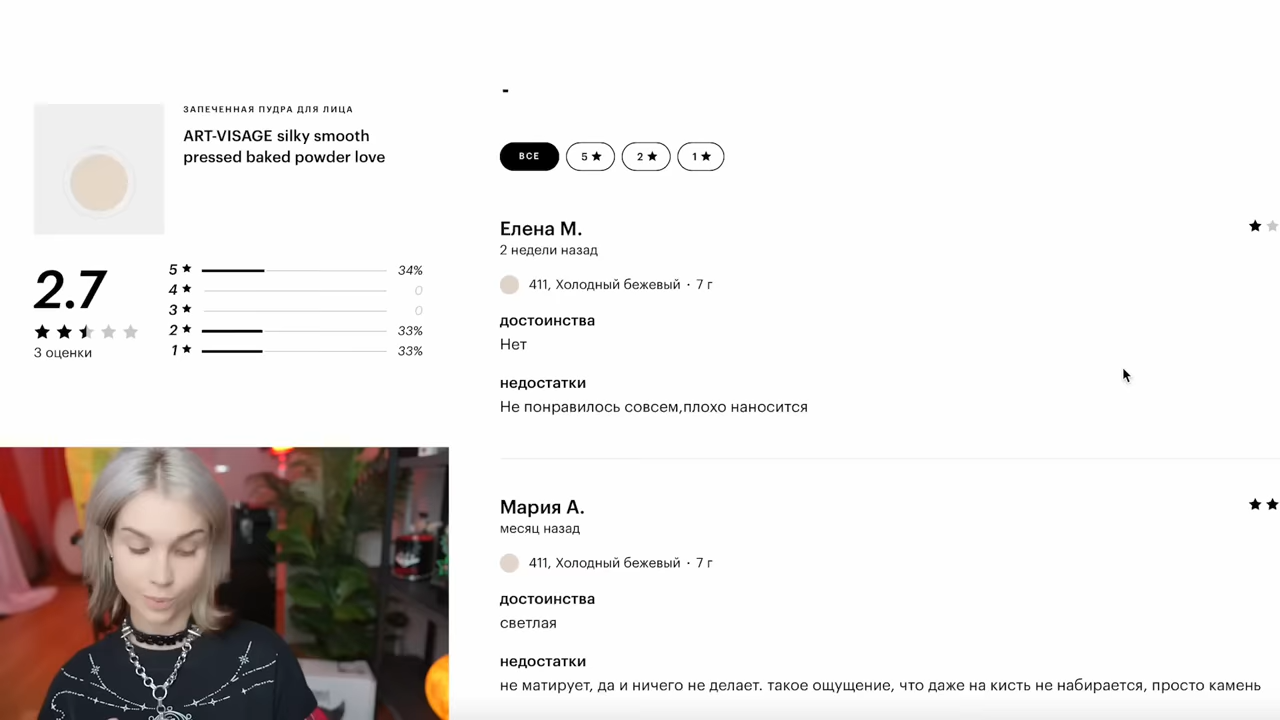 ЗАПЕЧЕННАЯ ПУДРА ДЛЯ ЛИЦА
ART-VISAGE silky smooth
pressed baked powder love
2.7
3 оценки
5 ★ 34%
4 ★ 0
3 ★ 0
2 ★ 33%
1 ★ 33%
ВСЕ 5 ★ 2 ★ 1 ★
Елена М.
2 недели назад
411, Холодный бежевый · 7 г
достоинства
Нет
недостатки
Не понравилось совсем,плохо наносится
Мария А.
месяц назад
411, Холодный бежевый · 7 г
достоинства
светлая
недостатки
не матирует, да и ничего не делает. такое ощущение, что даже на кисть не набирается, просто камень